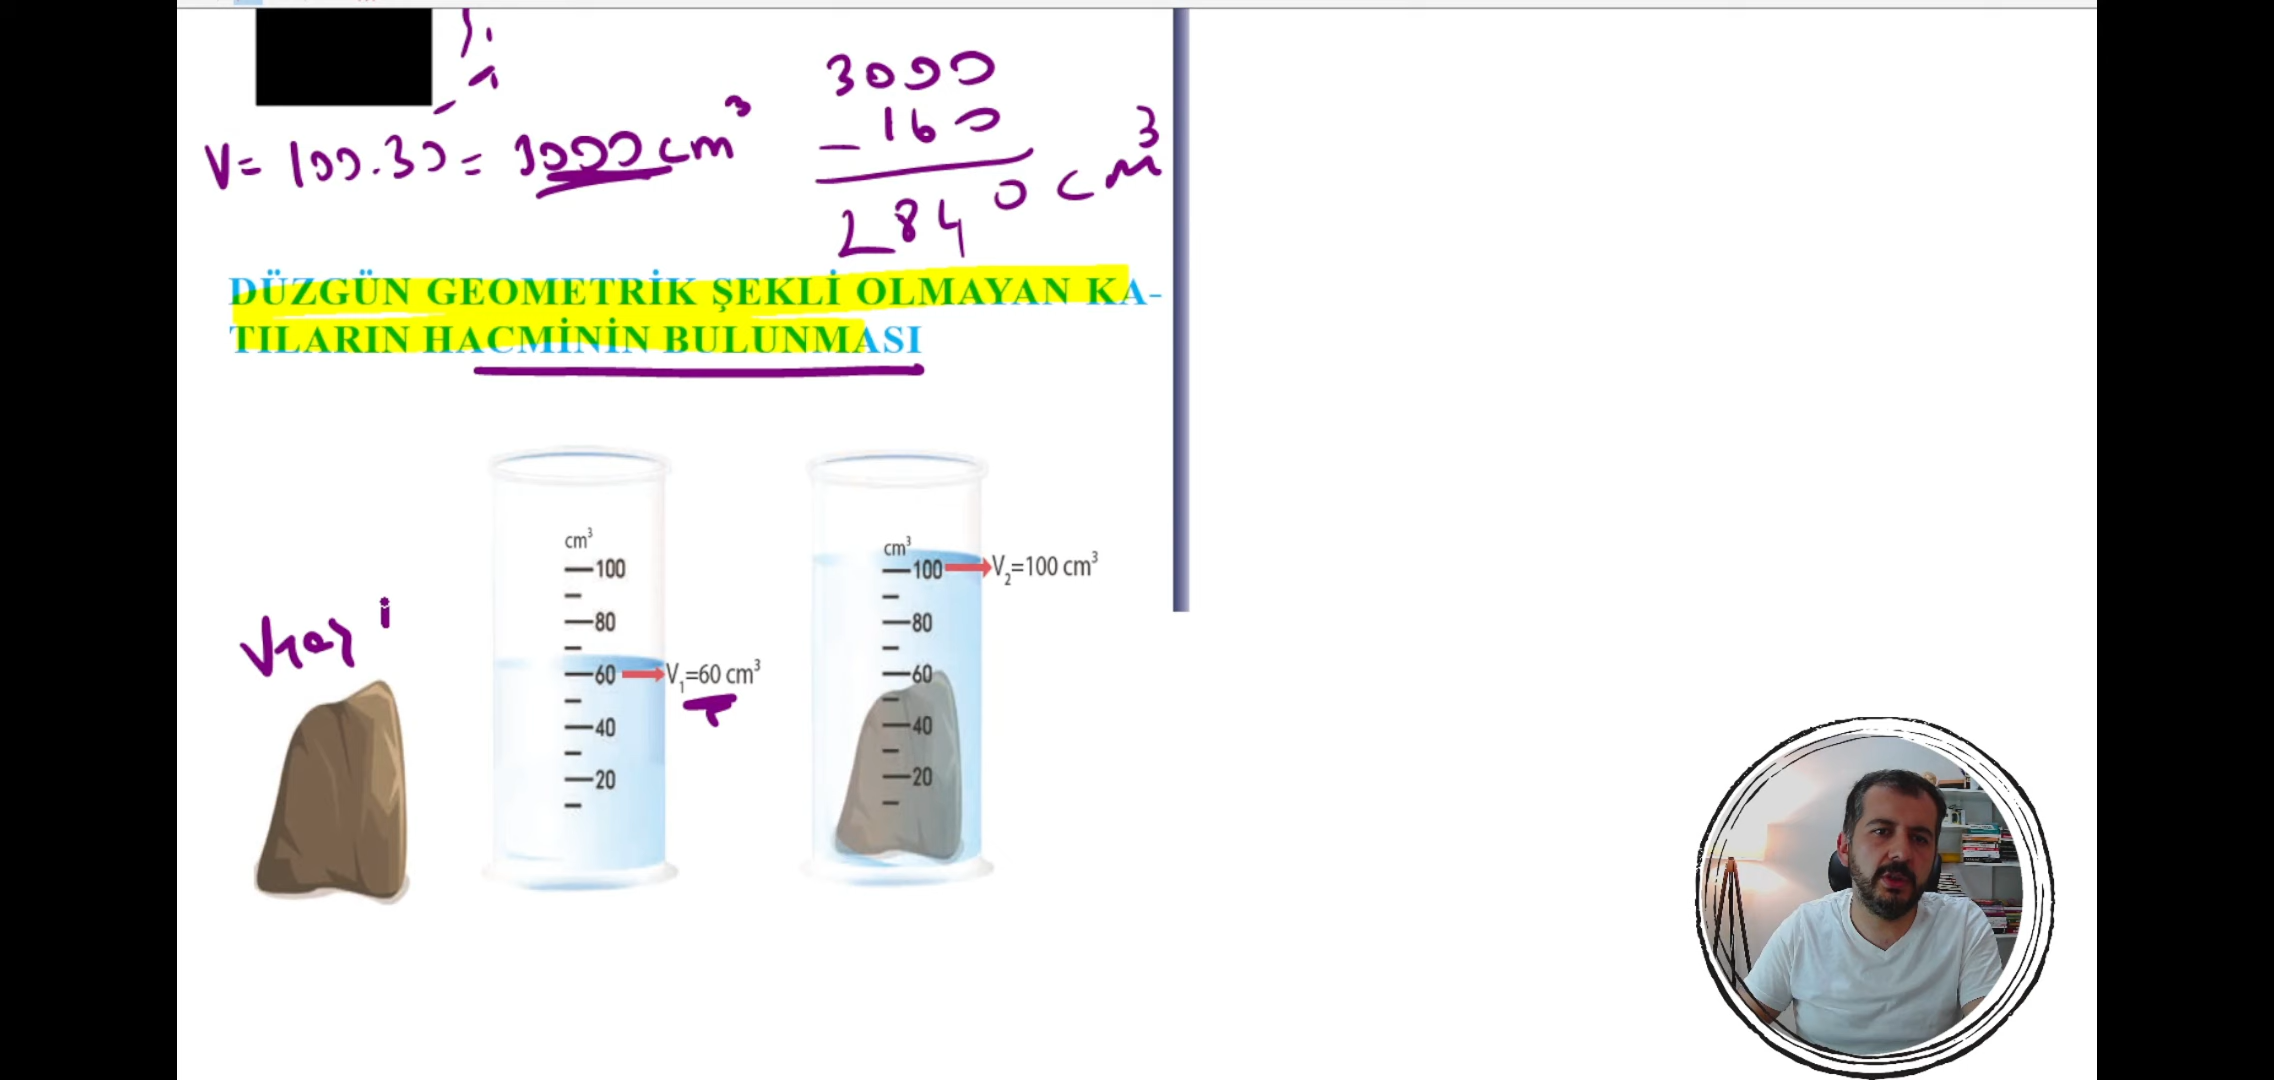 3000
- 160
V = 100.30 = 3000 cm³
2840 cm³
DÜZGÜN GEOMETRİK ŞEKLİ OLMAYAN KA-
TILARIN HACMİNİN BULUNMASI
cm³
100
80
60
40
20
V₁=60 cm³
cm³
100
80
60
40
20
V₂=100 cm³